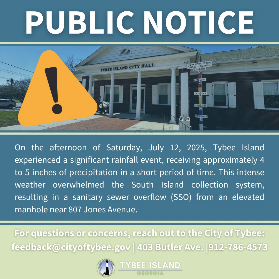 PUBLIC NOTICE
TYBEE ISLAND CITY HALL
On the afternoon of Saturday, July 12, 2025, Tybee Island
experienced a significant rainfall event, receiving approximately 4
to 5 inches of precipitation in a short period of time. This intense
weather overwhelmed the South Island collection system,
resulting in a sanitary sewer overflow (SSO) from an elevated
manhole near 807 Jones Avenue.
For questions or concerns, reach out to the City of Tybee:
feedback@cityoftybee.gov | 403 Butler Ave. | 912-786-4573
TYBEE ISLAND
GEORGIA